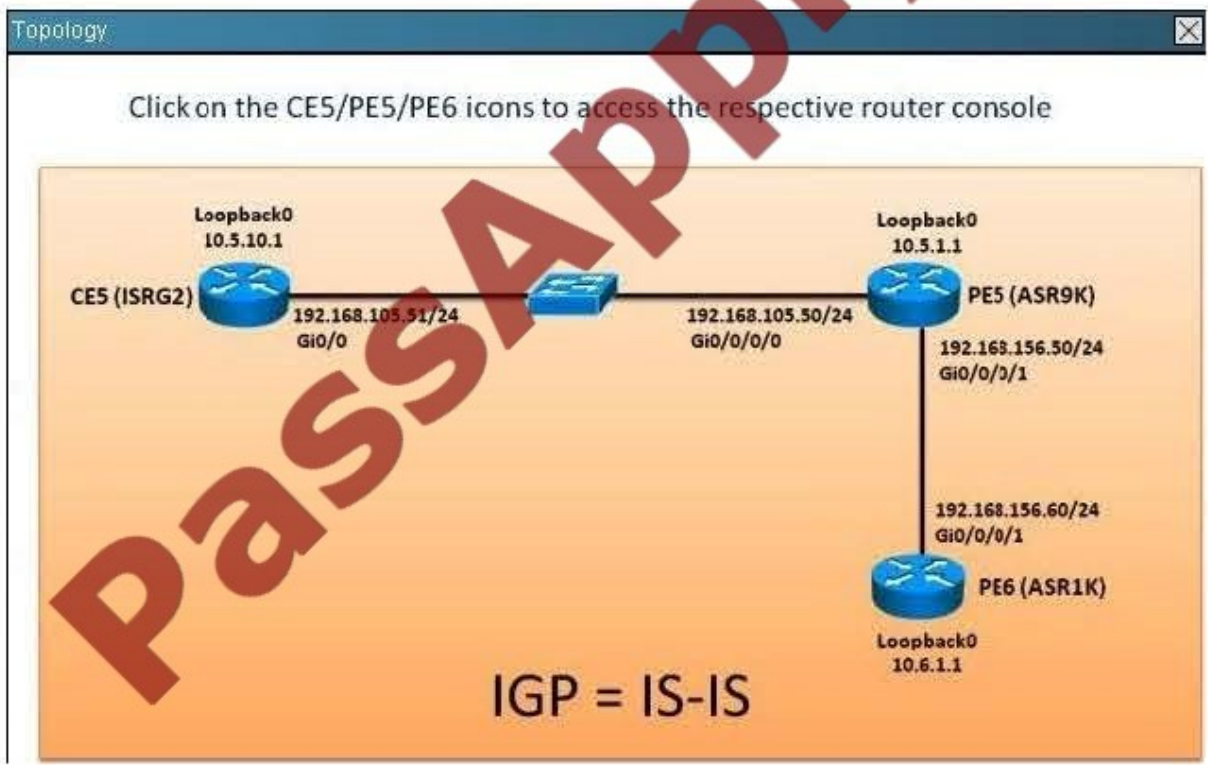 Topology
Click on the CE5/PE5/PE6 icons to access the respective router console
Loopback0
10.5.10.1
CE5 (ISRG2)
192.168.105.51/24
Gi0/0
Loopback0
10.5.1.1
PE5 (ASR9K)
192.168.105.50/24
Gi0/0/0/0
192.168.156.50/24
Gi0/0/0/1
192.168.156.60/24
Gi0/0/0/1
PE6 (ASR1K)
Loopback0
10.6.1.1
IGP = IS-IS